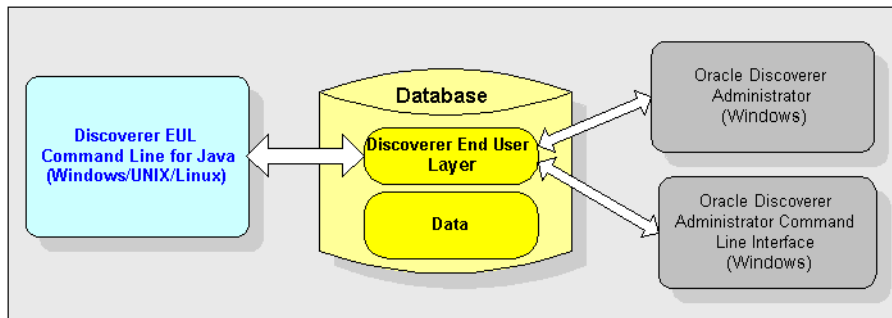 Discoverer EUL
Command Line for Java
(Windows/UNIX/Linux)
Database
Discoverer End User
Layer
Data
Oracle Discoverer
Administrator
(Windows)
Oracle Discoverer
Administrator Command
Line Interface
(Windows)